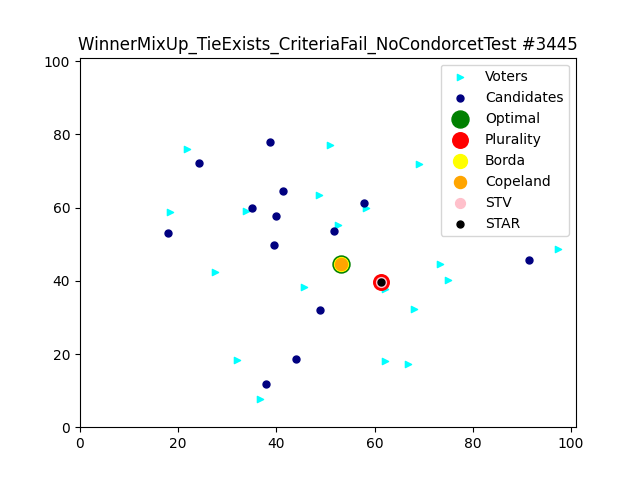 WinnerMixUp_TieExists_CriteriaFail_NoCondorcetTest #3445
100
80
60
40
20
0
0 20 40 60 80 100
Voters
Candidates
Optimal
Plurality
Borda
Copeland
STV
STAR